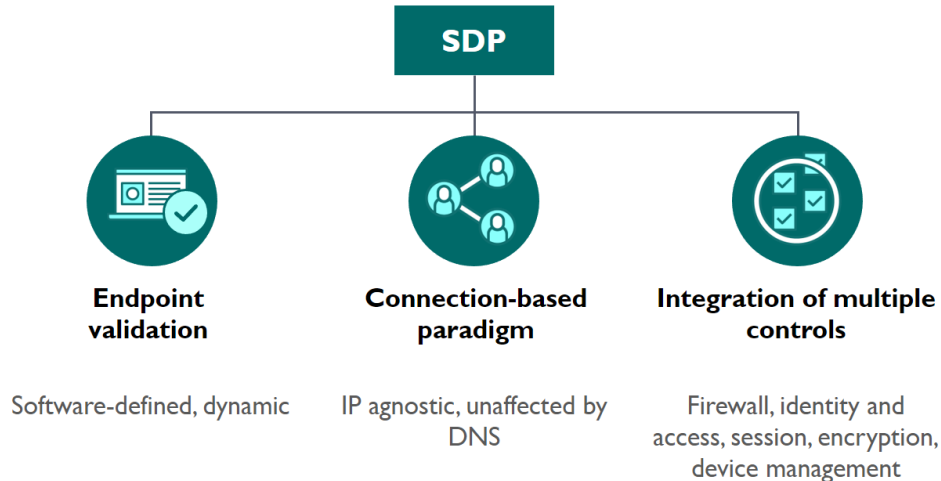 SDP
Endpoint
validation
Software-defined, dynamic
Connection-based
paradigm
IP agnostic, unaffected by
DNS
Integration of multiple
controls
Firewall, identity and
access, session, encryption,
device management